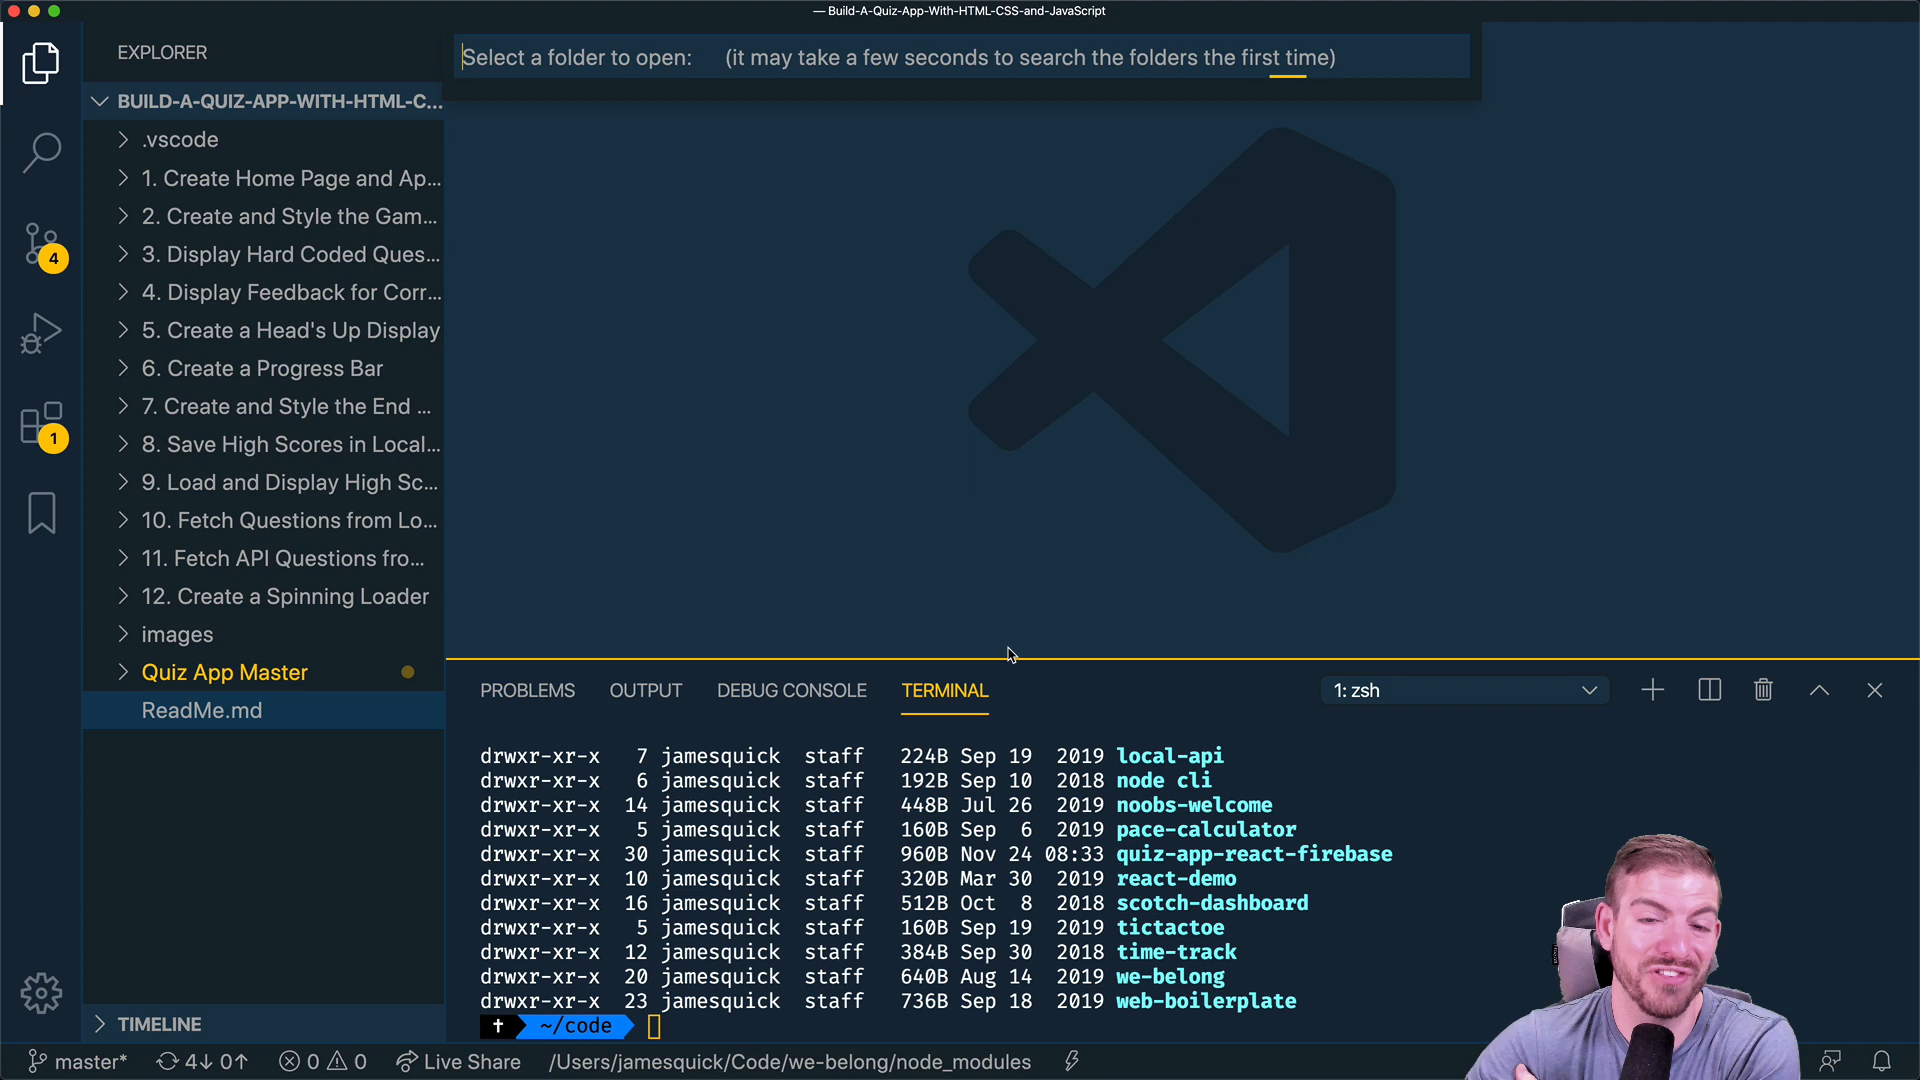 — Build-A-Quiz-App-With-HTML-CSS-and-JavaScript
EXPLORER
Select a folder to open: (it may take a few seconds to search the folders the first time)
BUILD-A-QUIZ-APP-WITH-HTML-C...
.vscode
1. Create Home Page and Ap...
2. Create and Style the Gam...
3. Display Hard Coded Ques...
4. Display Feedback for Corr...
5. Create a Head's Up Display
6. Create a Progress Bar
7. Create and Style the End ...
8. Save High Scores in Local...
9. Load and Display High Sc...
10. Fetch Questions from Lo...
11. Fetch API Questions fro...
12. Create a Spinning Loader
images
Quiz App Master
ReadMe.md
TIMELINE
4
1
PROBLEMS OUTPUT DEBUG CONSOLE TERMINAL 1: zsh
drwxr-xr-x 7 jamesquick staff 224B Sep 19 2019 local-api
drwxr-xr-x 6 jamesquick staff 192B Sep 10 2018 node cli
drwxr-xr-x 14 jamesquick staff 448B Jul 26 2019 noobs-welcome
drwxr-xr-x 5 jamesquick staff 160B Sep 6 2019 pace-calculator
drwxr-xr-x 30 jamesquick staff 960B Nov 24 08:33 quiz-app-react-firebase
drwxr-xr-x 10 jamesquick staff 320B Mar 30 2019 react-demo
drwxr-xr-x 16 jamesquick staff 512B Oct 8 2018 scotch-dashboard
drwxr-xr-x 5 jamesquick staff 160B Sep 19 2019 tictactoe
drwxr-xr-x 12 jamesquick staff 384B Sep 30 2018 time-track
drwxr-xr-x 20 jamesquick staff 640B Aug 14 2019 we-belong
drwxr-xr-x 23 jamesquick staff 736B Sep 18 2019 web-boilerplate
† ~/code
master* 4↓ 0↑ 0 0 Live Share /Users/jamesquick/Code/we-belong/node_modules